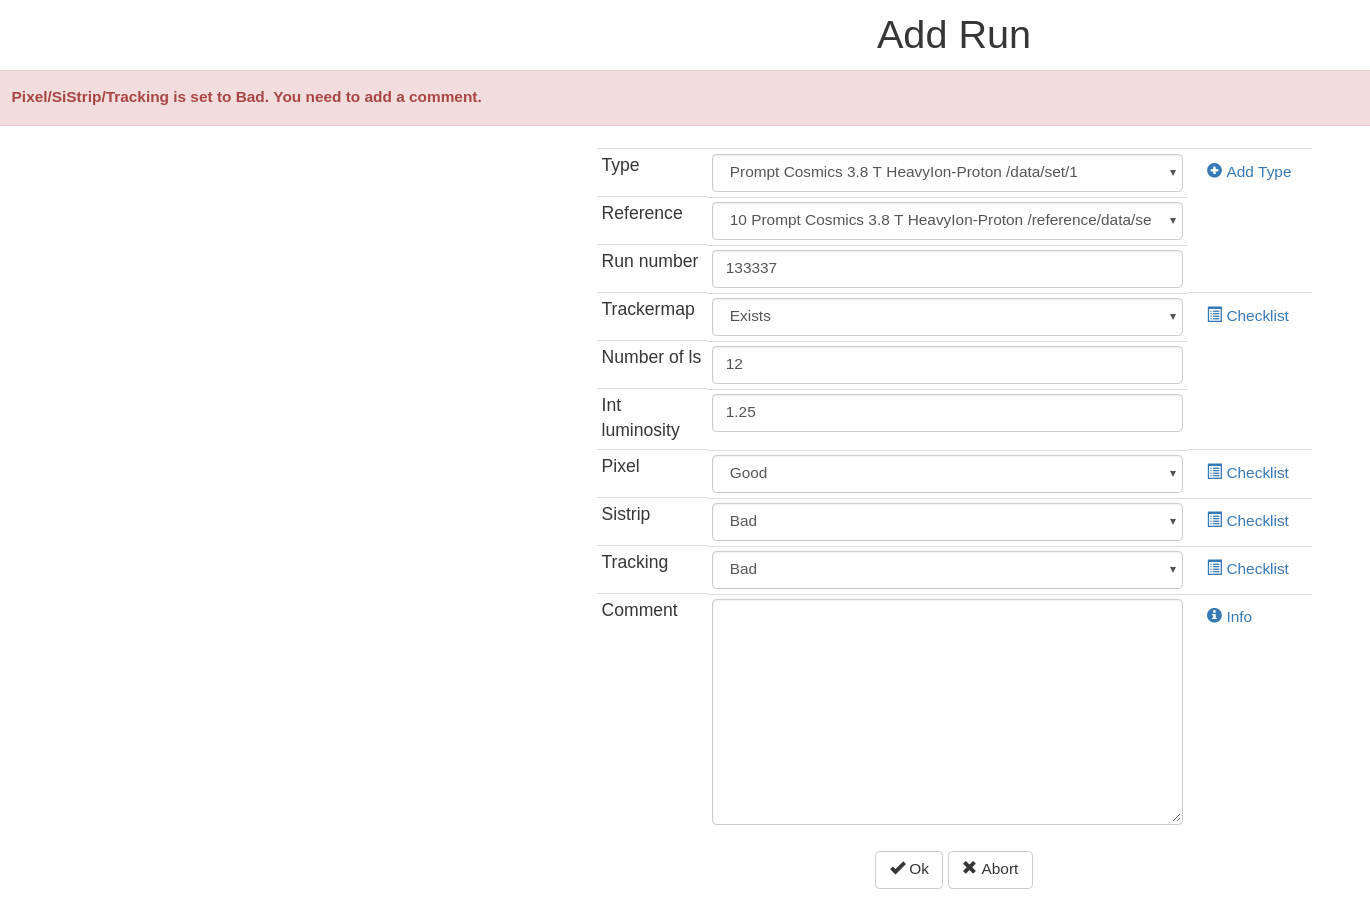 Add Run
Pixel/SiStrip/Tracking is set to Bad. You need to add a comment.
Type
Prompt Cosmics 3.8 T HeavyIon-Proton /data/set/1
Add Type
Reference
10 Prompt Cosmics 3.8 T HeavyIon-Proton /reference/data/se
Run number
133337
Trackermap
Exists
Checklist
Number of ls
12
Int
luminosity
1.25
Pixel
Good
Checklist
Sistrip
Bad
Checklist
Tracking
Bad
Checklist
Comment
Info
Ok
Abort